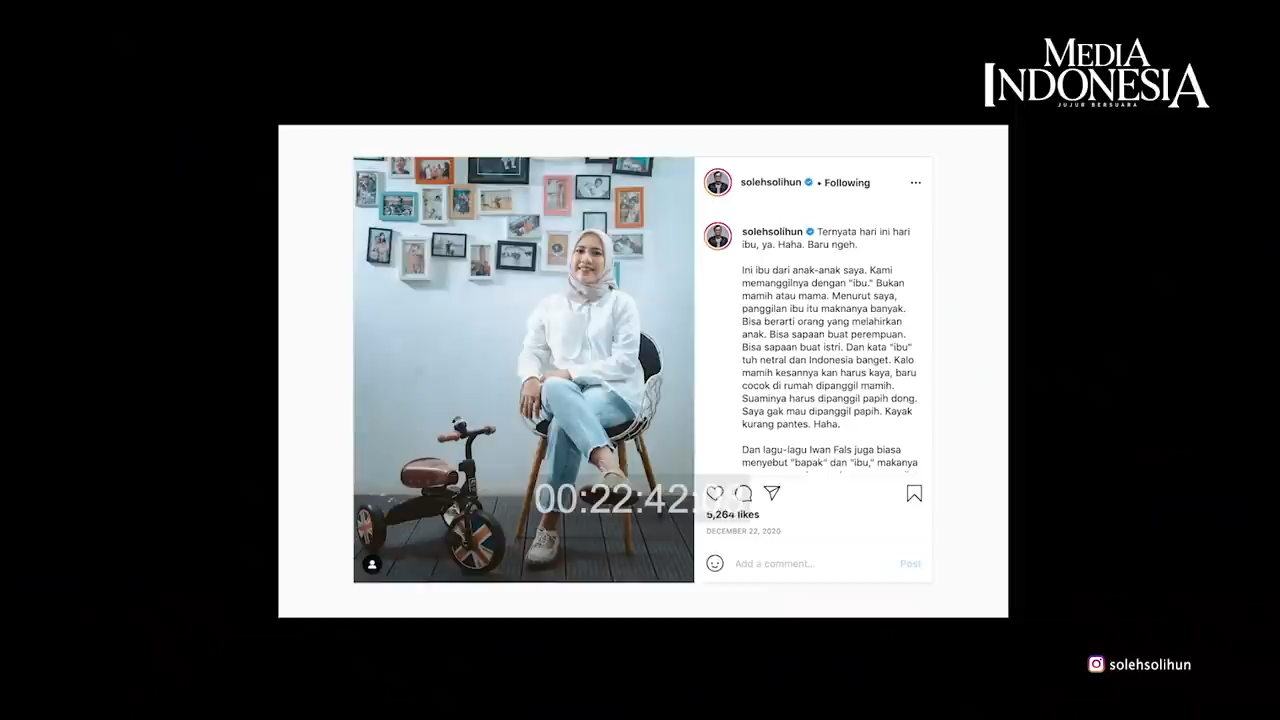 MEDIA
INDONESIA
JUJUR BERSUARA
solehsolihun • Following
solehsolihun Ternyata hari ini hari
ibu, ya. Haha. Baru ngeh.
Ini ibu dari anak-anak saya. Kami
memanggilnya dengan "ibu." Bukan
mamih atau mama. Menurut saya,
panggilan ibu itu maknanya banyak.
Bisa berarti orang yang melahirkan
anak. Bisa sapaan buat perempuan.
Bisa sapaan buat istri. Dan kata "ibu"
tuh netral dan Indonesia banget. Kalo
mamih kesannya kan harus kaya, baru
cocok di rumah dipanggil mamih.
Suaminya harus dipanggil papih dong.
Saya gak mau dipanggil papih. Kayak
kurang pantes. Haha.
Dan lagu-lagu Iwan Fals juga biasa
menyebut "bapak" dan "ibu," makanya
00:22:42:
5,264 likes
DECEMBER 22, 2020
Add a comment...
Post
solehsolihun